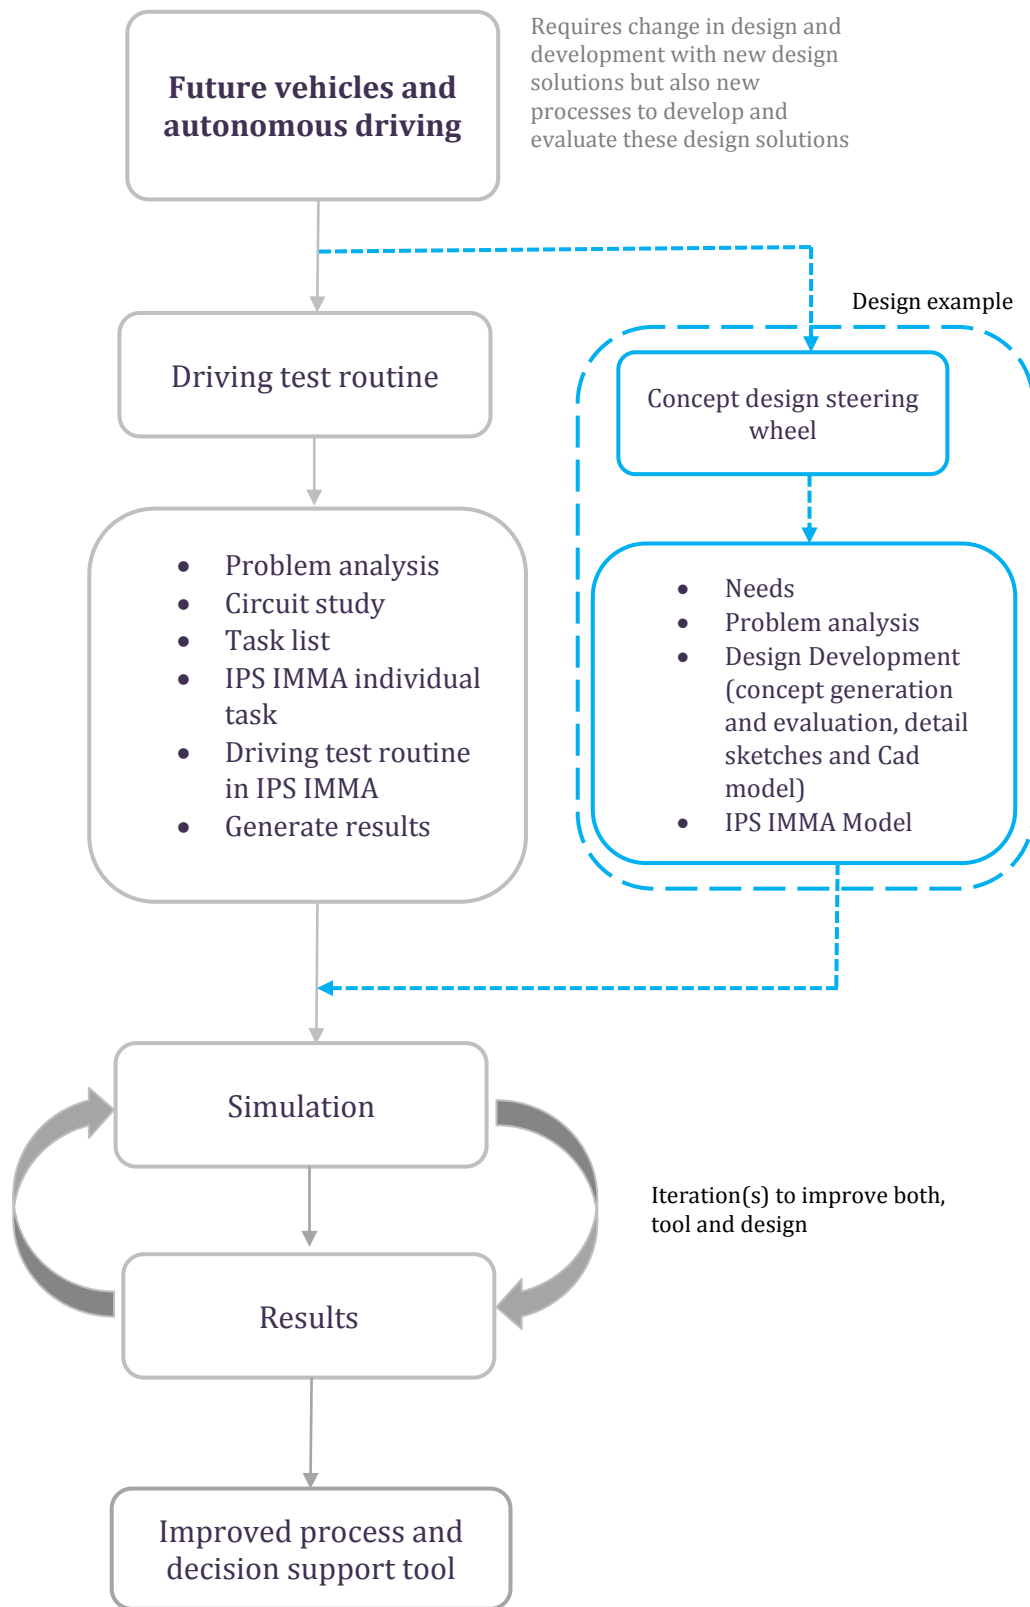 Future vehicles and
autonomous driving
Requires change in design and
development with new design
solutions but also new
processes to develop and
evaluate these design solutions
Design example
Driving test routine
Concept design steering
wheel
• Problem analysis
• Circuit study
• Task list
• IPS IMMA individual
task
• Driving test routine
in IPS IMMA
• Generate results
• Needs
• Problem analysis
• Design Development
(concept generation
and evaluation, detail
sketches and Cad
model)
• IPS IMMA Model
Simulation
Iteration(s) to improve both,
tool and design
Results
Improved process and
decision support tool